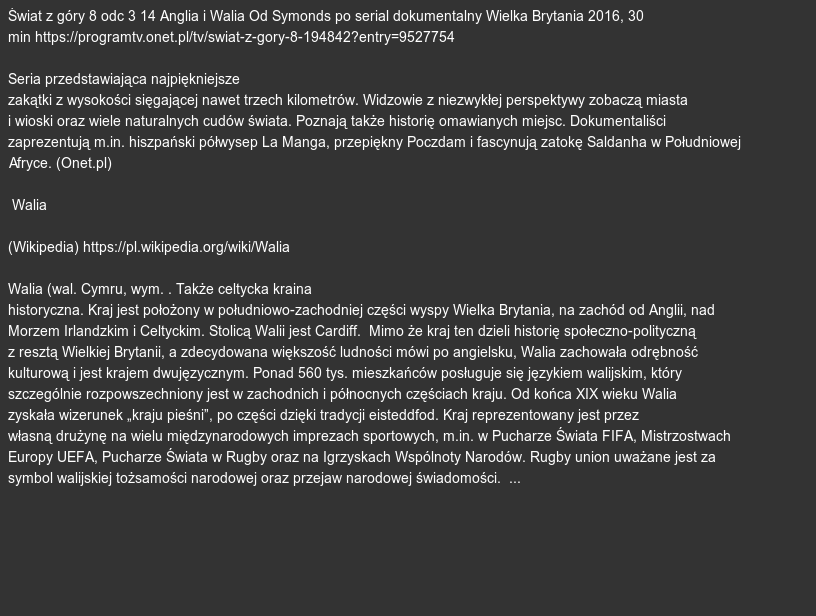 Świat z góry 8 odc 3 14 Anglia i Walia Od Symonds po serial dokumentalny Wielka Brytania 2016, 30
min https://programtv.onet.pl/tv/swiat-z-gory-8-194842?entry=9527754
Seria przedstawiająca najpiękniejsze
zakątki z wysokości sięgającej nawet trzech kilometrów. Widzowie z niezwykłej perspektywy zobaczą miasta
i wioski oraz wiele naturalnych cudów świata. Poznają także historię omawianych miejsc. Dokumentaliści
zaprezentują m.in. hiszpański półwysep La Manga, przepiękny Poczdam i fascynują zatokę Saldanha w Południowej
Afryce. (Onet.pl)
Walia
(Wikipedia) https://pl.wikipedia.org/wiki/Walia
Walia (wal. Cymru, wym. . Także celtycka kraina
historyczna. Kraj jest położony w południowo-zachodniej części wyspy Wielka Brytania, na zachód od Anglii, nad
Morzem Irlandzkim i Celtyckim. Stolicą Walii jest Cardiff.  Mimo że kraj ten dzieli historię społeczno-polityczną
z resztą Wielkiej Brytanii, a zdecydowana większość ludności mówi po angielsku, Walia zachowała odrębność
kulturową i jest krajem dwujęzycznym. Ponad 560 tys. mieszkańców posługuje się językiem walijskim, który
szczególnie rozpowszechniony jest w zachodnich i północnych częściach kraju. Od końca XIX wieku Walia
zyskała wizerunek „kraju pieśni”, po części dzięki tradycji eisteddfod. Kraj reprezentowany jest przez
własną drużynę na wielu międzynarodowych imprezach sportowych, m.in. w Pucharze Świata FIFA, Mistrzostwach
Europy UEFA, Pucharze Świata w Rugby oraz na Igrzyskach Wspólnoty Narodów. Rugby union uważane jest za
symbol walijskiej tożsamości narodowej oraz przejaw narodowej świadomości.  ...